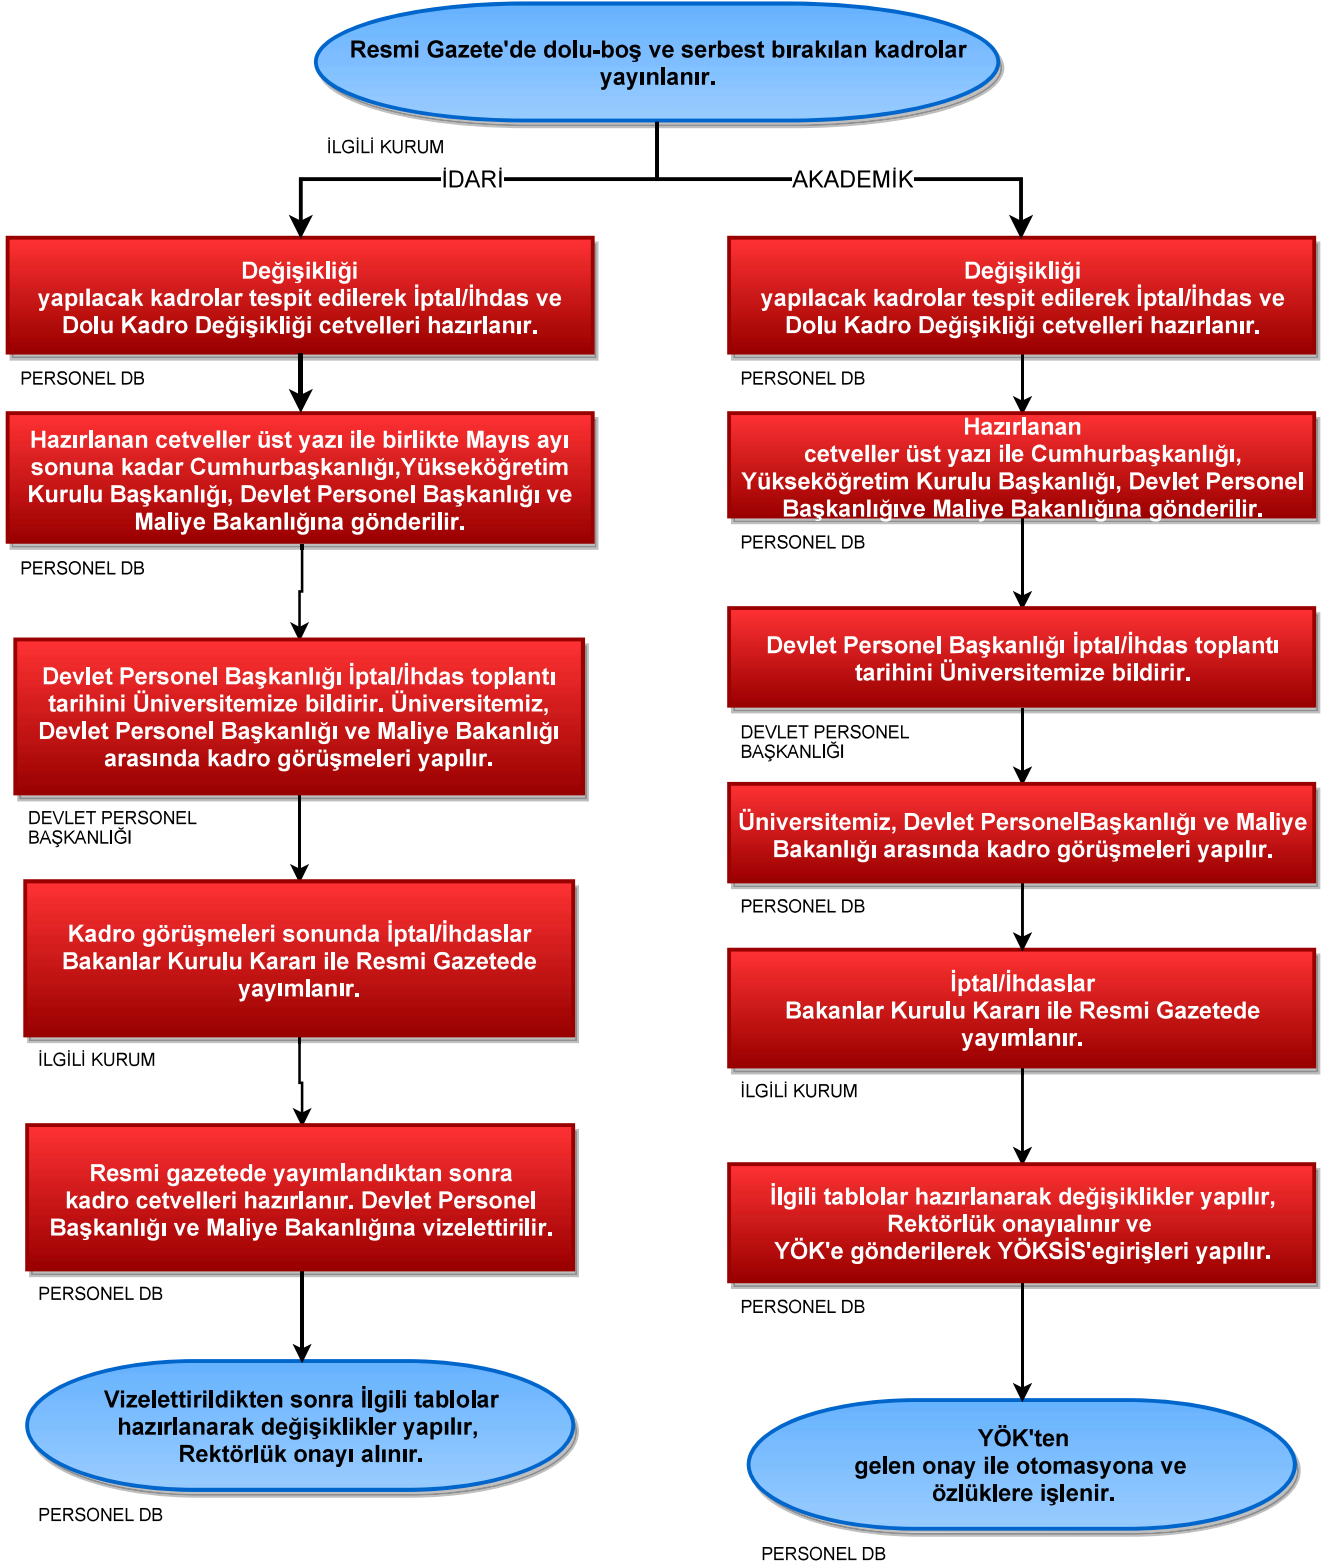 Resmi Gazete'de dolu-boş ve serbest bırakılan kadrolar
yayınlanır.
İLGİLİ KURUM
İDARİ
AKADEMİK
Değişikliği
yapılacak kadrolar tespit edilerek İptal/İhdas ve
Dolu Kadro Değişikliği cetvelleri hazırlanır.
PERSONEL DB
Hazırlanan cetveller üst yazı ile birlikte Mayıs ayı
sonuna kadar Cumhurbaşkanlığı,Yükseköğretim
Kurulu Başkanlığı, Devlet Personel Başkanlığı ve
Maliye Bakanlığına gönderilir.
PERSONEL DB
Devlet Personel Başkanlığı İptal/İhdas toplantı
tarihini Üniversitemize bildirir. Üniversitemiz,
Devlet Personel Başkanlığı ve Maliye Bakanlığı
arasında kadro görüşmeleri yapılır.
DEVLET PERSONEL
BAŞKANLIĞI
Kadro görüşmeleri sonunda İptal/İhdaslar
Bakanlar Kurulu Kararı ile Resmi Gazetede
yayımlanır.
İLGİLİ KURUM
Resmi gazetede yayımlandıktan sonra
kadro cetvelleri hazırlanır. Devlet Personel
Başkanlığı ve Maliye Bakanlığına vizelettirilir.
PERSONEL DB
Vizelettirildikten sonra İlgili tablolar
hazırlanarak değişiklikler yapılır,
Rektörlük onayı alınır.
PERSONEL DB
Değişikliği
yapılacak kadrolar tespit edilerek İptal/İhdas ve
Dolu Kadro Değişikliği cetvelleri hazırlanır.
PERSONEL DB
Hazırlanan
cetveller üst yazı ile Cumhurbaşkanlığı,
Yükseköğretim Kurulu Başkanlığı, Devlet Personel
Başkanlığıve Maliye Bakanlığına gönderilir.
PERSONEL DB
Devlet Personel Başkanlığı İptal/İhdas toplantı
tarihini Üniversitemize bildirir.
DEVLET PERSONEL
BAŞKANLIĞI
Üniversitemiz, Devlet PersonelBaşkanlığı ve Maliye
Bakanlığı arasında kadro görüşmeleri yapılır.
PERSONEL DB
İptal/İhdaslar
Bakanlar Kurulu Kararı ile Resmi Gazetede
yayımlanır.
İLGİLİ KURUM
İlgili tablolar hazırlanarak değişiklikler yapılır,
Rektörlük onayıalınır ve
YÖK'e gönderilerek YÖKSİS'egirişleri yapılır.
PERSONEL DB
YÖK'ten
gelen onay ile otomasyona ve
özlüklere işlenir.
PERSONEL DB